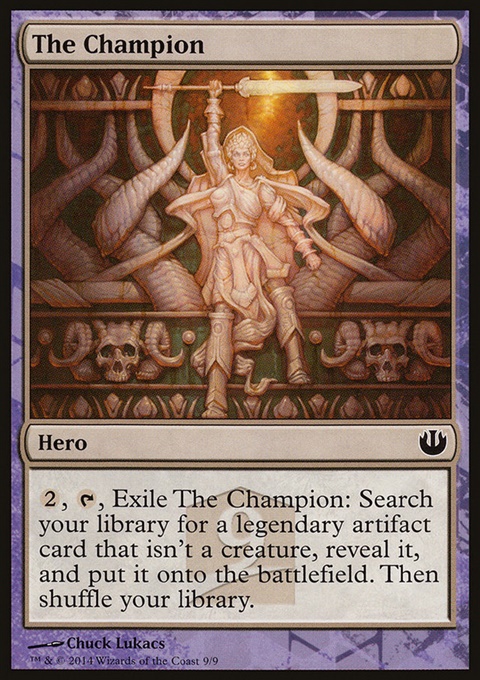 The Champion
Hero
2, , Exile The Champion: Search
your library for a legendary artifact
card that isn't a creature, reveal it,
and put it onto the battlefield. Then
shuffle your library.
9
Chuck Lukacs
™ & © 2014 Wizards of the Coast 9/9